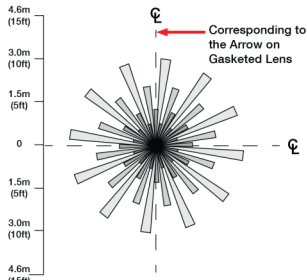 4.6m
(15ft)
℄
Corresponding to
the Arrow on
Gasketed Lens
3.0m
(10ft)
1.5m
(5ft)
0
℄
1.5m
(5ft)
3.0m
(10ft)
4.6m
(15ft)